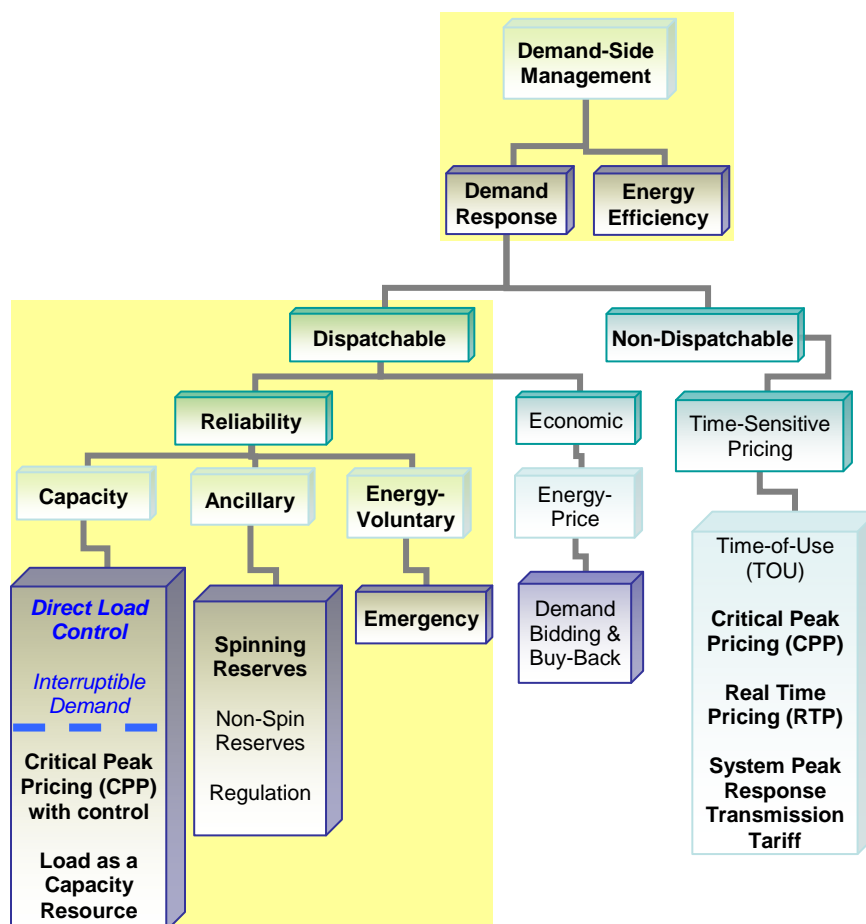 Demand-Side
Management
Demand
Response
Energy
Efficiency
Dispatchable
Non-Dispatchable
Reliability
Economic
Time-Sensitive
Pricing
Capacity
Ancillary
Energy-
Voluntary
Energy-
Price
Direct Load
Control
Interruptible
Demand
Critical Peak
Pricing (CPP)
with control
Load as a
Capacity
Resource
Spinning
Reserves
Non-Spin
Reserves
Regulation
Emergency
Demand
Bidding &
Buy-Back
Time-of-Use
(TOU)
Critical Peak
Pricing (CPP)
Real Time
Pricing (RTP)
System Peak
Response
Transmission
Tariff